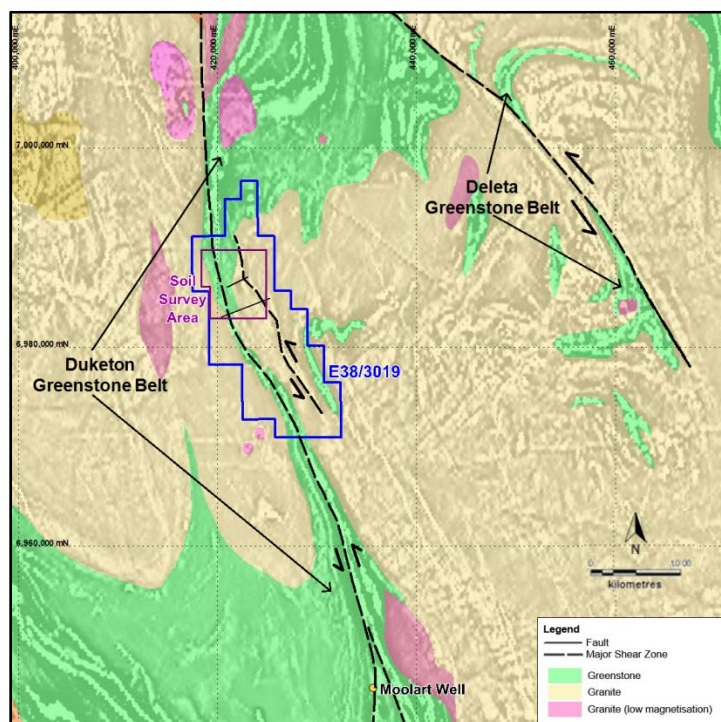 400,000 mE
420,000 mE
440,000 mE
460,000 mE
7,000,000 mN
Deleta
Greenstone Belt
Soil
Survey
Area
6,980,000 mN
Duketon
Greenstone Belt
E38/3019
6,960,000 mN
N
0 10.00
kilometres
Moolart Well
Legend
Fault
Major Shear Zone
Greenstone
Granite
Granite (low magnetisation)